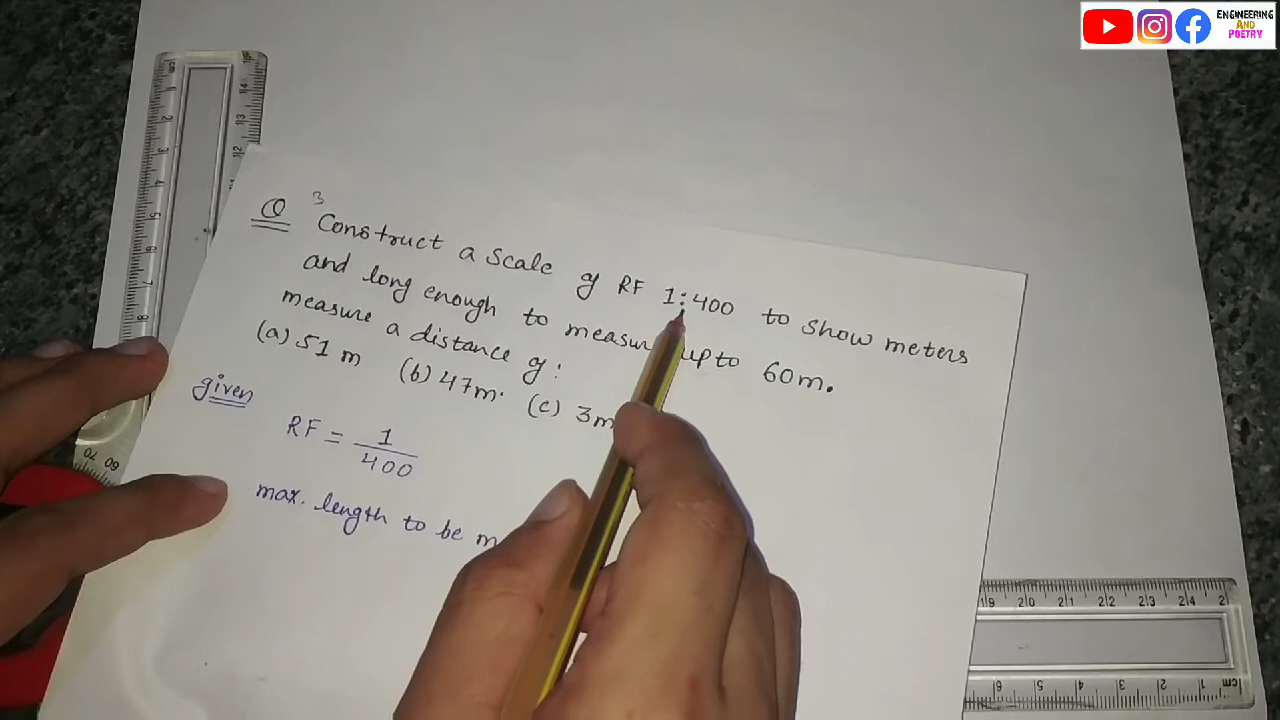 ENGINEERING
AND
POETRY
Q 3 Construct a Scale of RF 1:400 to show meters
and long enough to measure upto 60m.
measure a distance of:
(a) 51 m (b) 47m. (c) 3m
given
RF = 1/400
max. length to be m